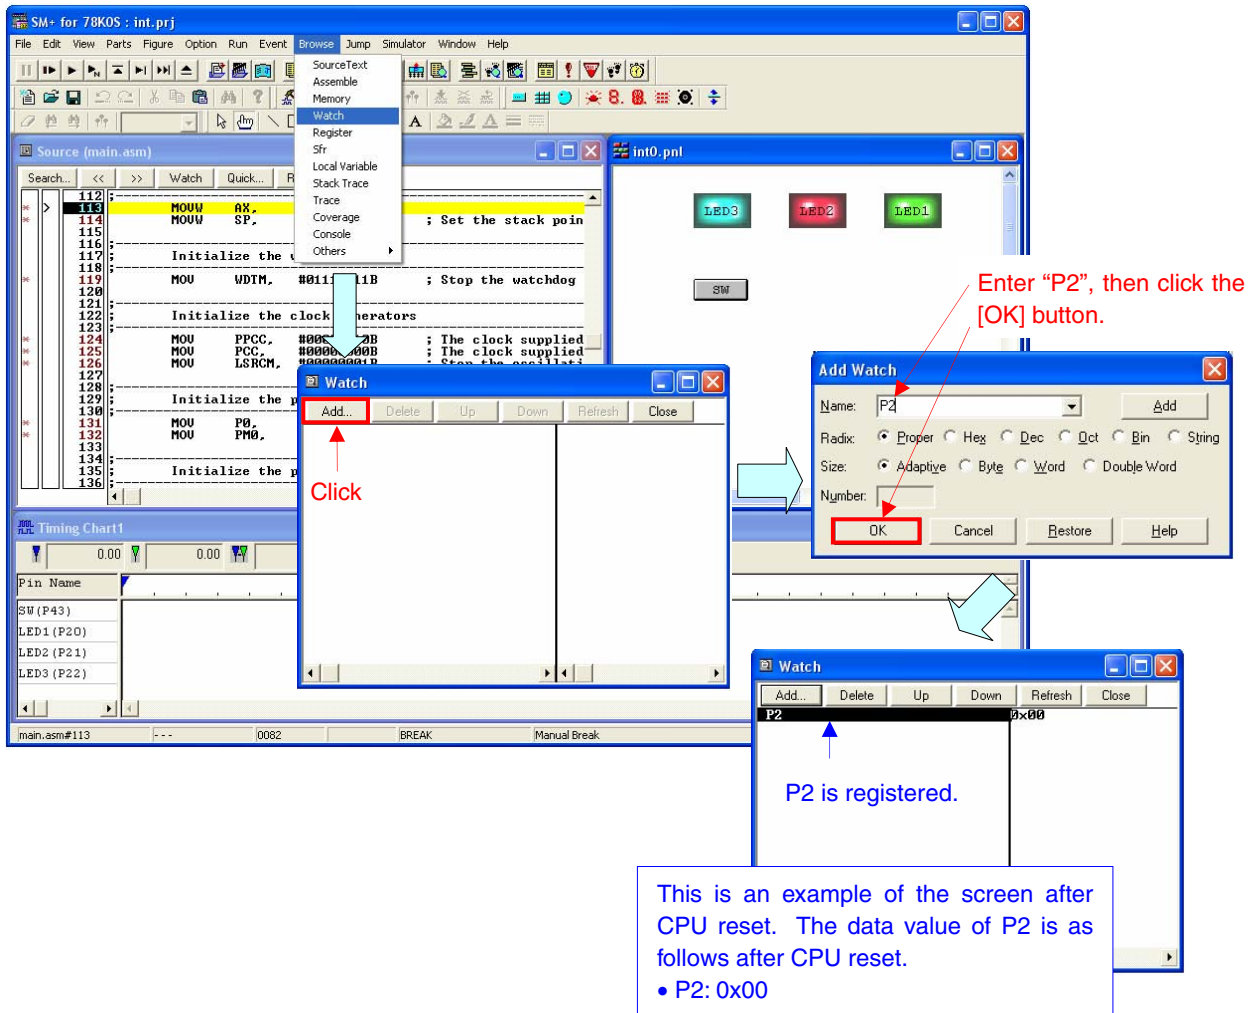 SM+ for 78K0S : int.prj
File Edit View Parts Figure Option Run Event Browse Jump Simulator Window Help
SourceText
Assemble
Memory
Watch
Register
Sfr
Local Variable
Stack Trace
Trace
Coverage
Console
Others
Source (main.asm)
Search... << >> Watch Quick... R
112 ;
113 MOVW AX,
114 MOVW SP, ; Set the stack poin
115
116 ;
117 ; Initialize the
118 ;
119 MOV WDTM, #0111 11B ; Stop the watchdog
120
121 ;
122 ; Initialize the clock nerators
123 ;
124 MOV PPCC, ; The clock supplied
125 MOV PCC, ; The clock supplied
126 MOV LSRCM, #00000001B ; Stop the oscillati
127
128 ;
129 ; Initialize the p
130 ;
131 MOV P0,
132 MOV PM0,
133
134 ;
135 ; Initialize the p
136 ;
int0.pnl
LED3 LED2 LED1
SW
Enter “P2”, then click the
[OK] button.
Watch
Add... Delete Up Down Refresh Close
Click
Add Watch
Name: P2 Add
Radix: Proper Hex Dec Oct Bin String
Size: Adaptive Byte Word Double Word
Number:
OK Cancel Restore Help
Timing Chart1
0.00 0.00
Pin Name
SW(P43)
LED1(P20)
LED2(P21)
LED3(P22)
main.asm#113 --- 0082 BREAK Manual Break
Watch
Add... Delete Up Down Refresh Close
P2 0x00
P2 is registered.
This is an example of the screen after
CPU reset. The data value of P2 is as
follows after CPU reset.
• P2: 0x00